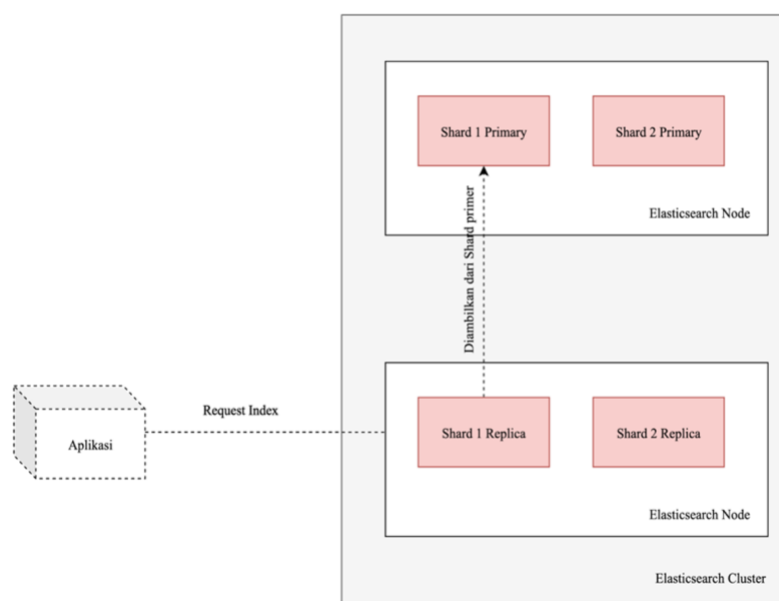 Shard 1 Primary
Shard 2 Primary
Elasticsearch Node
Diambilkan dari Shard primer
Aplikasi
Request Index
Shard 1 Replica
Shard 2 Replica
Elasticsearch Node
Elasticsearch Cluster